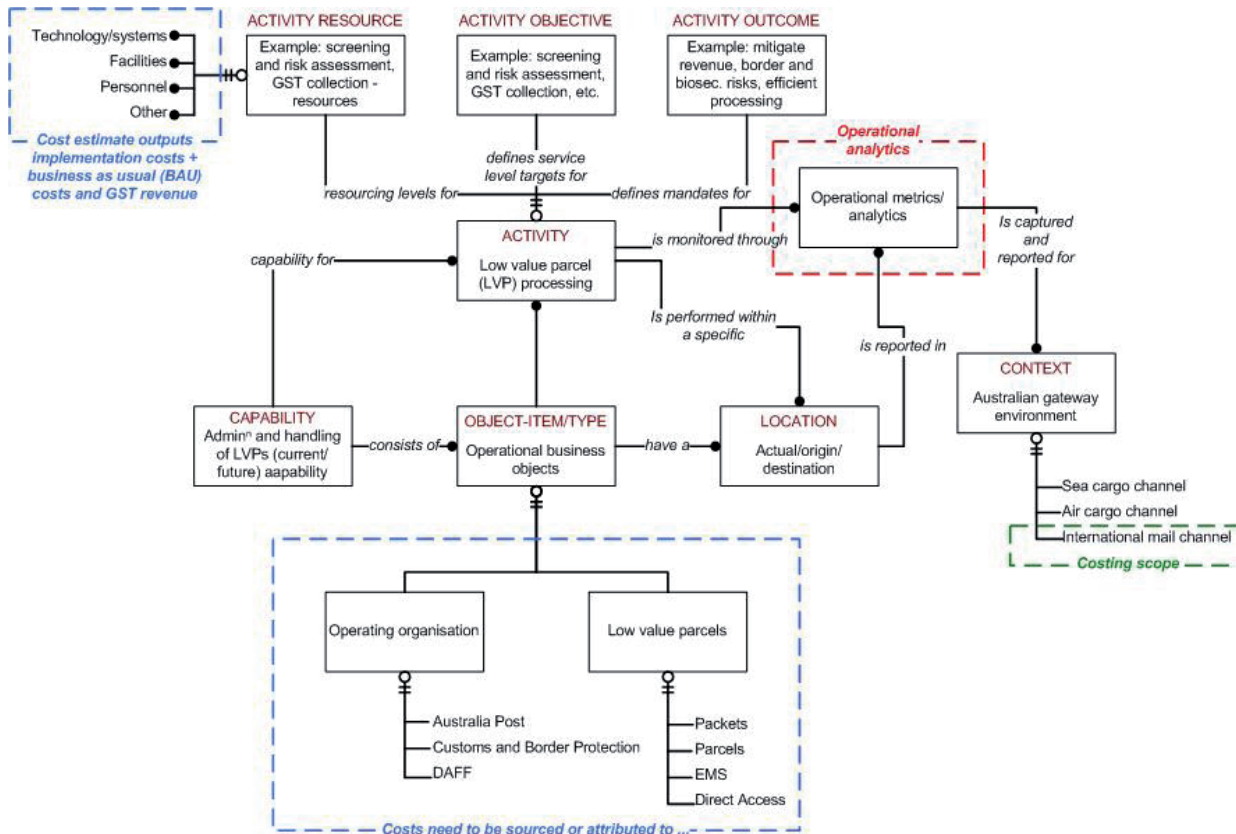 ACTIVITY RESOURCE
Example: screening
and risk assessment,
GST collection -
resources
ACTIVITY OBJECTIVE
Example: screening
and risk assessment,
GST collection, etc.
ACTIVITY OUTCOME
Example: mitigate
revenue, border and
biosec. risks, efficient
processing
Technology/systems
Facilities
Personnel
Other
Cost estimate outputs
implementation costs +
business as usual (BAU)
costs and GST revenue
resourcing levels for
defines service
level targets for
defines mandates for
Operational
analytics
Operational metrics/
analytics
ACTIVITY
Low value parcel
(LVP) processing
capability for
is monitored through
Is performed within
a specific
Is captured
and
reported for
is reported in
CONTEXT
Australian gateway
environment
CAPABILITY
Adminⁿ and handling
of LVPs (current/
future) aapability
consists of
OBJECT-ITEM/TYPE
Operational business
objects
have a
LOCATION
Actual/origin/
destination
Sea cargo channel
Air cargo channel
International mail channel
Costing scope
Operating organisation
Low value parcels
Australia Post
Customs and Border Protection
DAFF
Packets
Parcels
EMS
Direct Access
Costs need to be sourced or attributed to ...